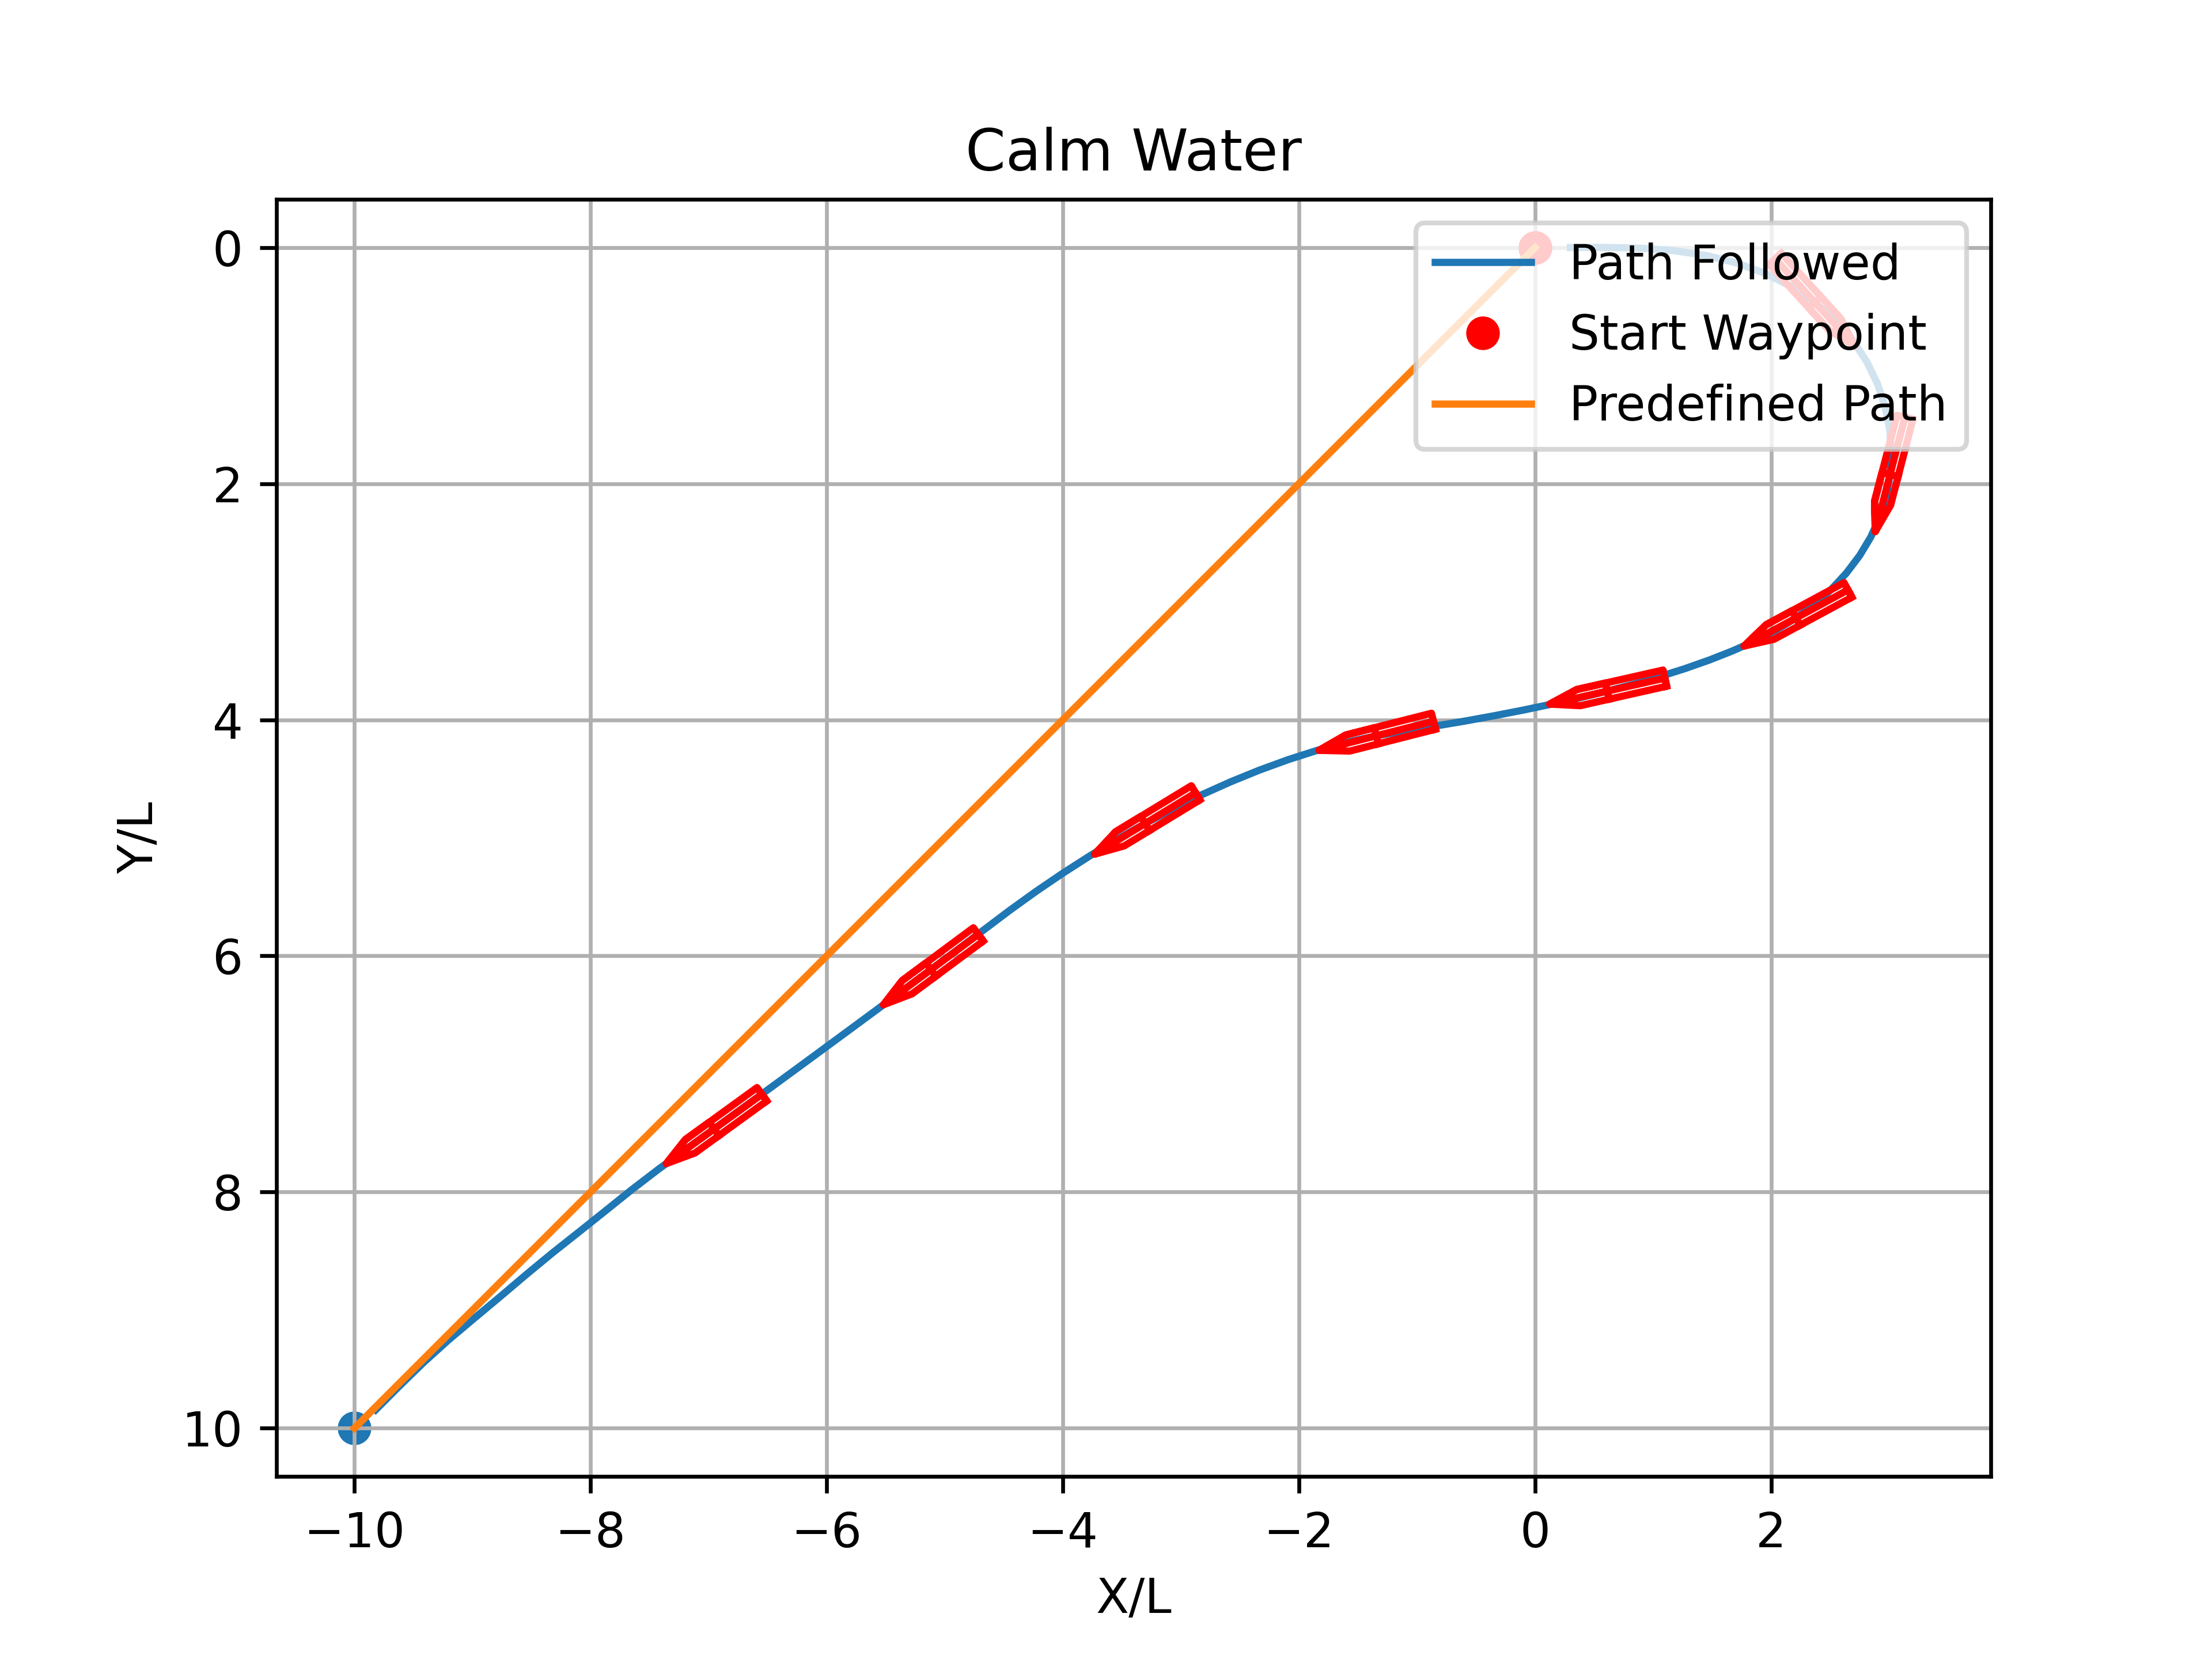 Calm Water
Path Followed
Start Waypoint
Predefined Path
0
2
4
6
8
10
Y/L
−10
−8
−6
−4
−2
0
2
X/L